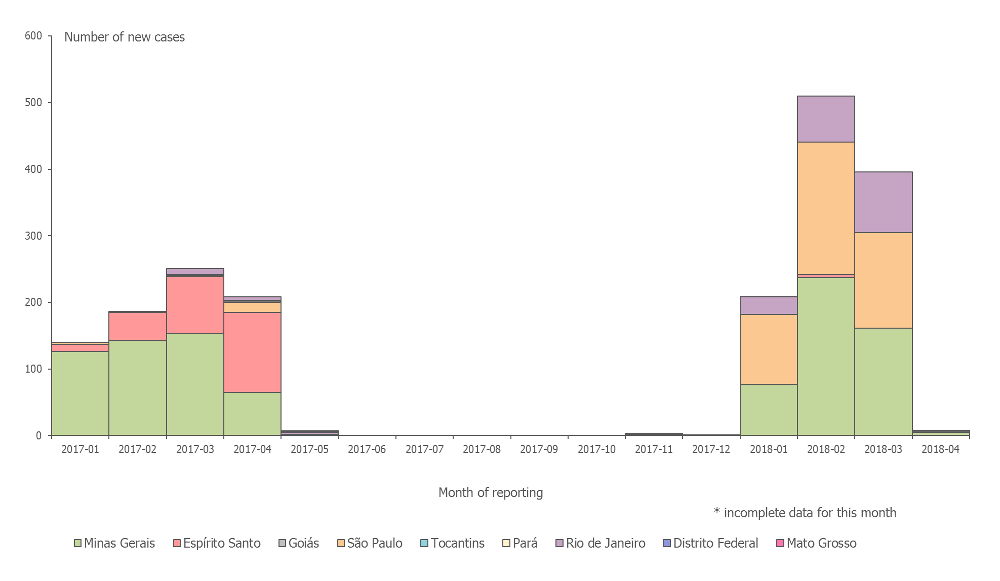 Number of new cases
600
500
400
300
200
100
0
2017-01 2017-02 2017-03 2017-04 2017-05 2017-06 2017-07 2017-08 2017-09 2017-10 2017-11 2017-12 2018-01 2018-02 2018-03 2018-04
Month of reporting
* incomplete data for this month
Minas Gerais Espírito Santo Goiás São Paulo Tocantins Pará Rio de Janeiro Distrito Federal Mato Grosso